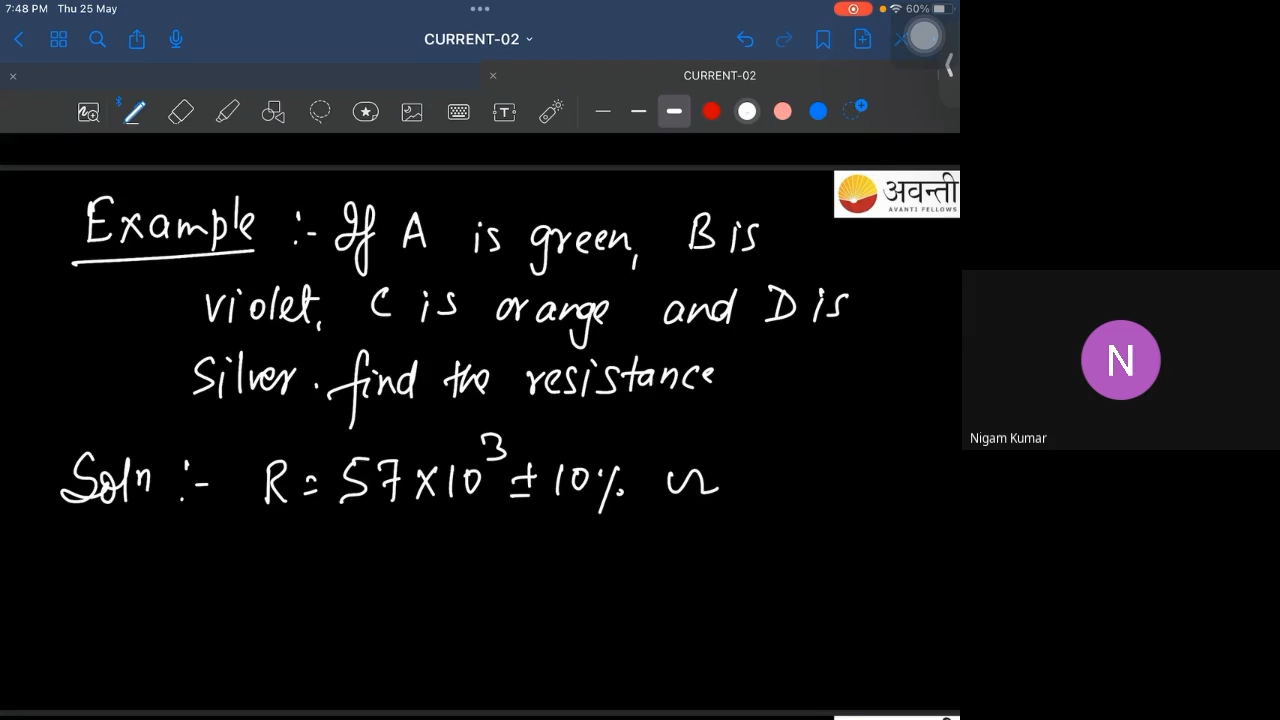 7:48 PM Thu 25 May
60%
CURRENT-02
CURRENT-02
अवन्ती
AVANTI FELLOWS
Example :- If A is green, B is
violet, C is orange and D is
Silver. find the resistance
Soln :- R = 57 × 10³ ± 10% Ω
N
Nigam Kumar